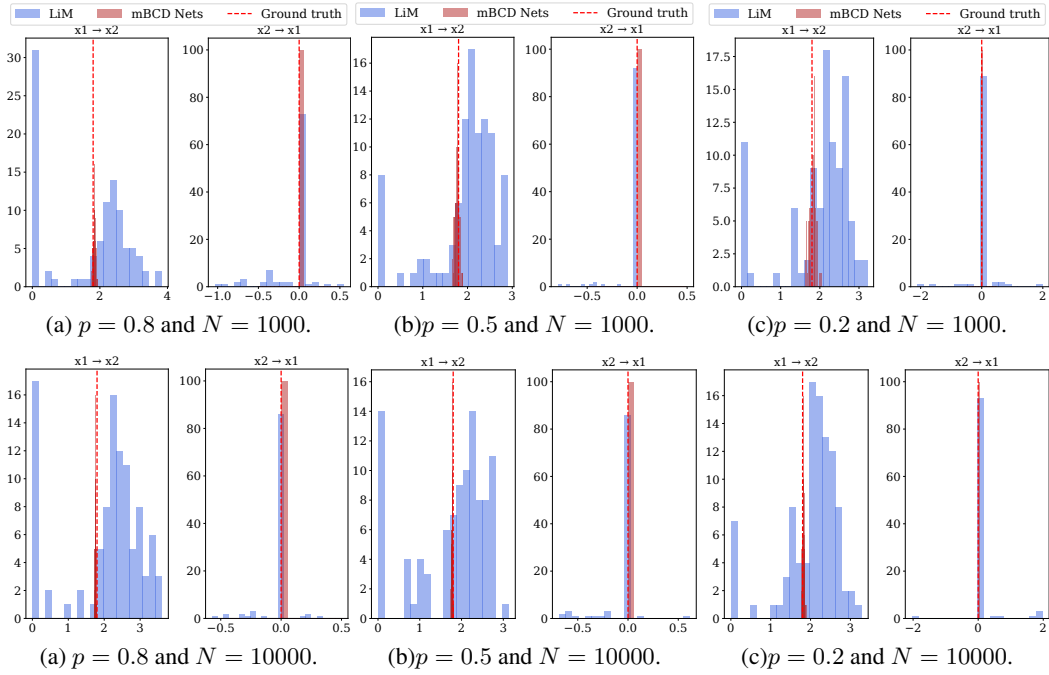 LiM mBCD Nets Ground truth LiM mBCD Nets Ground truth LiM mBCD Nets Ground truth
x1 → x2 x2 → x1 x1 → x2 x2 → x1 x1 → x2 x2 → x1
30 25 20 15 10 5 0
0 2 4
100 80 60 40 20 0
−1.0 −0.5 0.0 0.5
16 14 12 10 8 6 4 2 0
0 1 2 3
100 80 60 40 20 0
−0.5 0.0 0.5
17.5 15.0 12.5 10.0 7.5 5.0 2.5 0.0
0 1 2 3
100 80 60 40 20 0
−2 0 2
(a) p = 0.8 and N = 1000. (b)p = 0.5 and N = 1000. (c)p = 0.2 and N = 1000.
x1 → x2 x2 → x1 x1 → x2 x2 → x1 x1 → x2 x2 → x1
16 14 12 10 8 6 4 2 0
0 1 2 3
100 80 60 40 20 0
−0.5 0.0 0.5
16 14 12 10 8 6 4 2 0
0 1 2 3
100 80 60 40 20 0
−0.5 0.0 0.5
16 14 12 10 8 6 4 2 0
0 1 2 3
100 80 60 40 20 0
−2 0 2
(a) p = 0.8 and N = 10000. (b)p = 0.5 and N = 10000. (c)p = 0.2 and N = 10000.